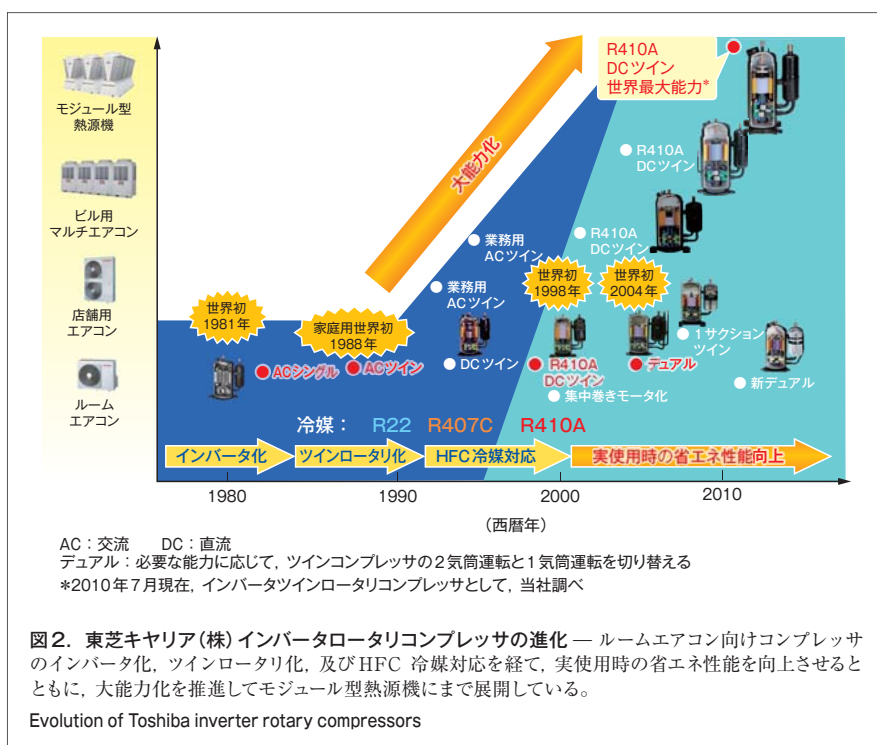 モジュール型
熱源機
ビル用
マルチエアコン
店舗用
エアコン
ルーム
エアコン
R410A
DCツイン
世界最大能力*
大能力化
R410A
DCツイン
業務用
ACツイン
R410A
DCツイン
業務用
ACツイン
世界初
1998年
世界初
2004年
世界初
1981年
家庭用世界初
1988年
1サクション
ツイン
ACシングル
ACツイン
DCツイン
R410A
DCツイン
デュアル
新デュアル
集中巻きモータ化
冷媒： R22 R407C R410A
インバータ化 ツインロータリ化 HFC冷媒対応 実使用時の省エネ性能向上
1980 1990 2000 2010
（西暦年）
AC：交流 DC：直流
デュアル：必要な能力に応じて，ツインコンプレッサの2気筒運転と1気筒運転を切り替える
*2010年7月現在，インバータツインロータリコンプレッサとして，当社調べ
図2．東芝キヤリア（株）インバータロータリコンプレッサの進化 — ルームエアコン向けコンプレッサ
のインバータ化，ツインロータリ化，及びHFC 冷媒対応を経て，実使用時の省エネ性能を向上させると
ともに，大能力化を推進してモジュール型熱源機にまで展開している。
Evolution of Toshiba inverter rotary compressors